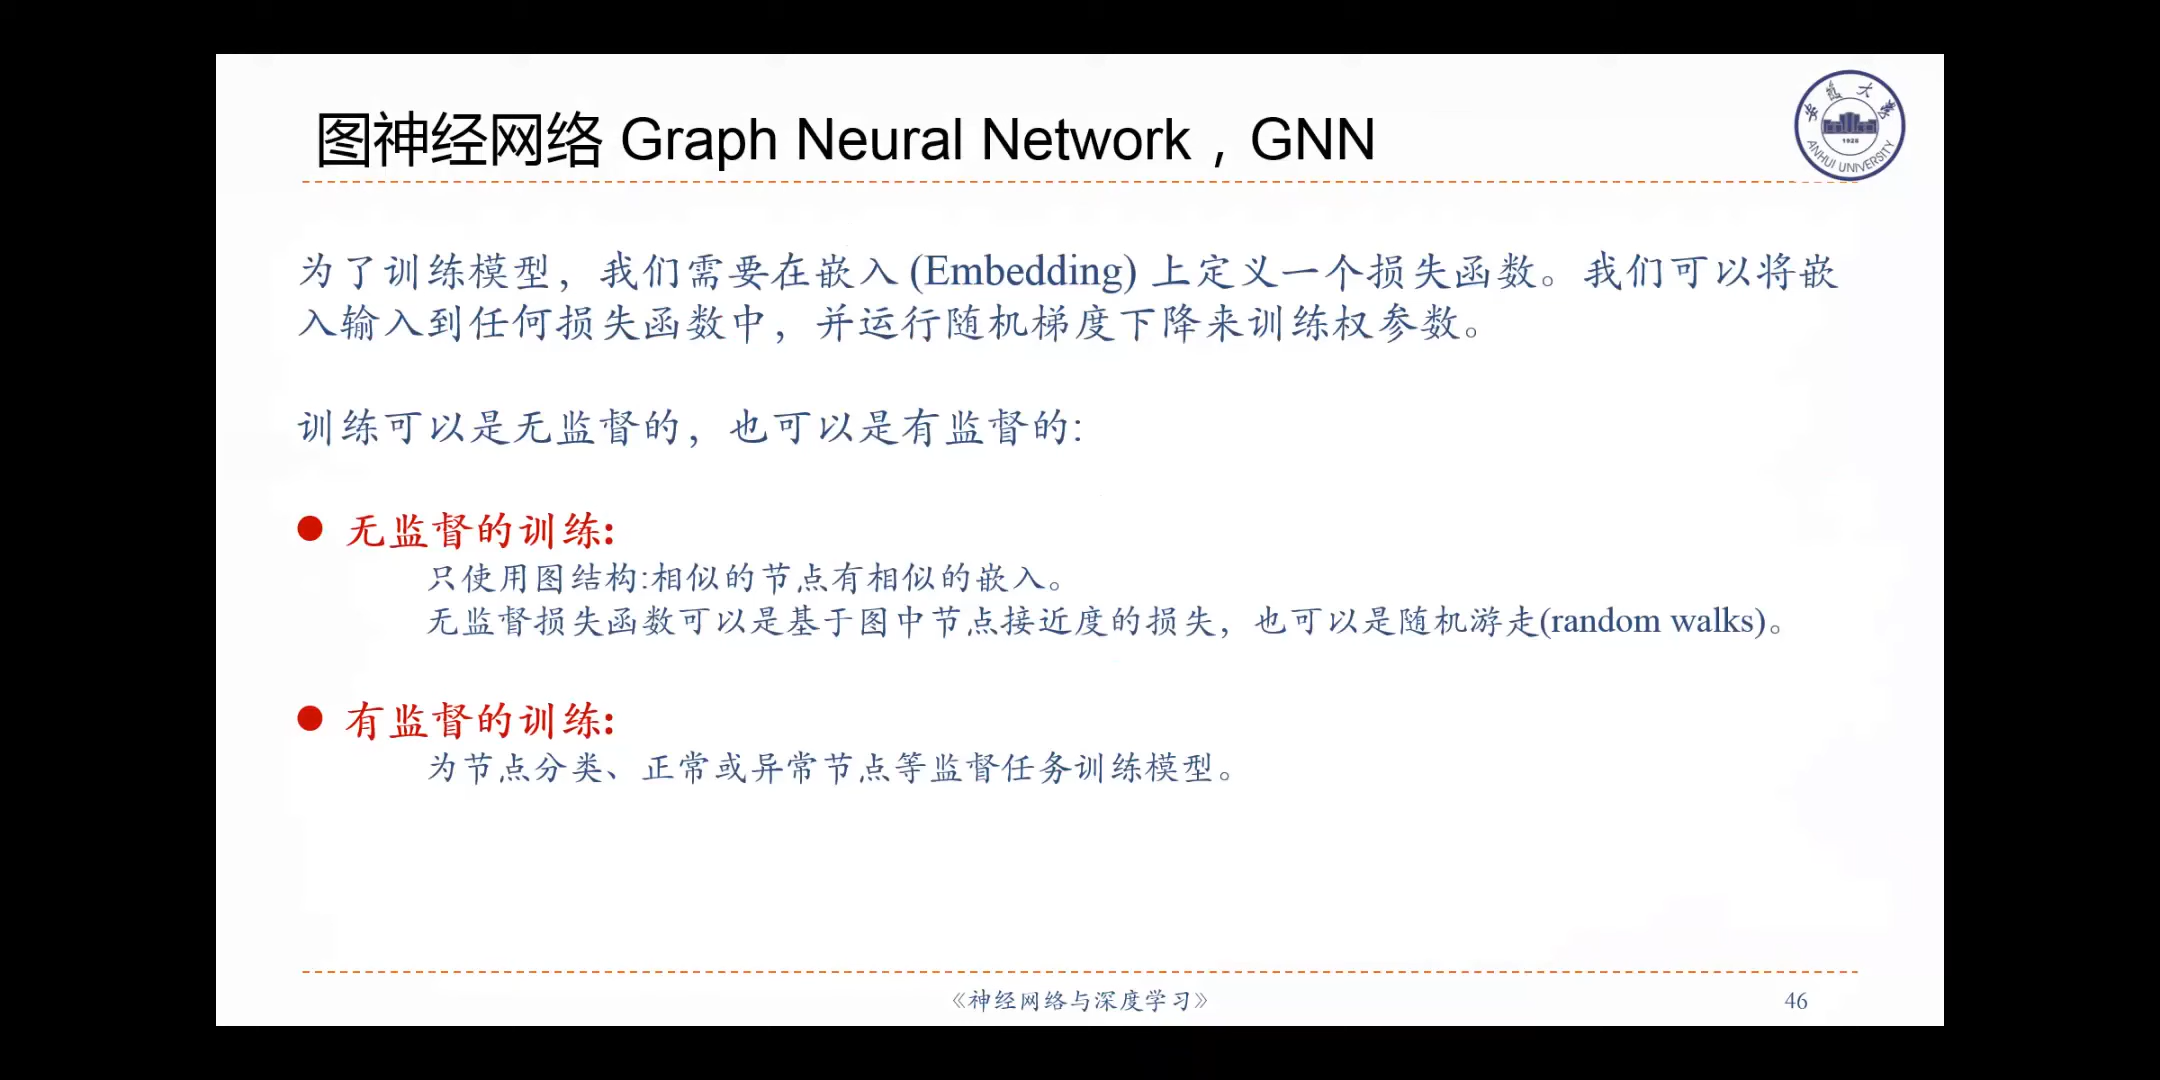 图神经网络 Graph Neural Network，GNN
安徽大学
1928
ANHUI UNIVERSITY
为了训练模型，我们需要在嵌入 (Embedding) 上定义一个损失函数。我们可以将嵌
入输入到任何损失函数中，并运行随机梯度下降来训练权参数。
训练可以是无监督的，也可以是有监督的:
● 无监督的训练:
只使用图结构:相似的节点有相似的嵌入。
无监督损失函数可以是基于图中节点接近度的损失，也可以是随机游走(random walks)。
● 有监督的训练:
为节点分类、正常或异常节点等监督任务训练模型。
《神经网络与深度学习》
46